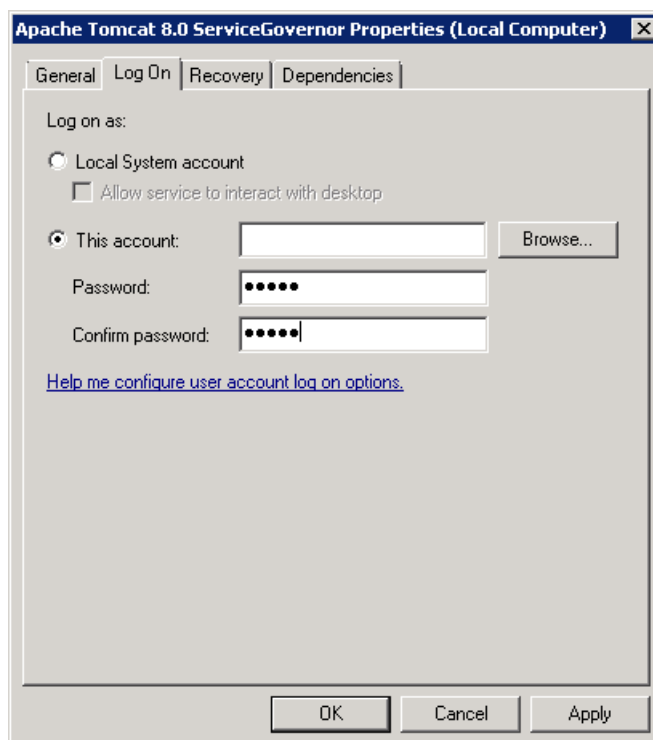 Apache Tomcat 8.0 ServiceGovernor Properties (Local Computer)
General Log On Recovery Dependencies
Log on as:
Local System account
Allow service to interact with desktop
This account: Browse...
Password: •••••
Confirm password: •••••
Help me configure user account log on options.
OK Cancel Apply